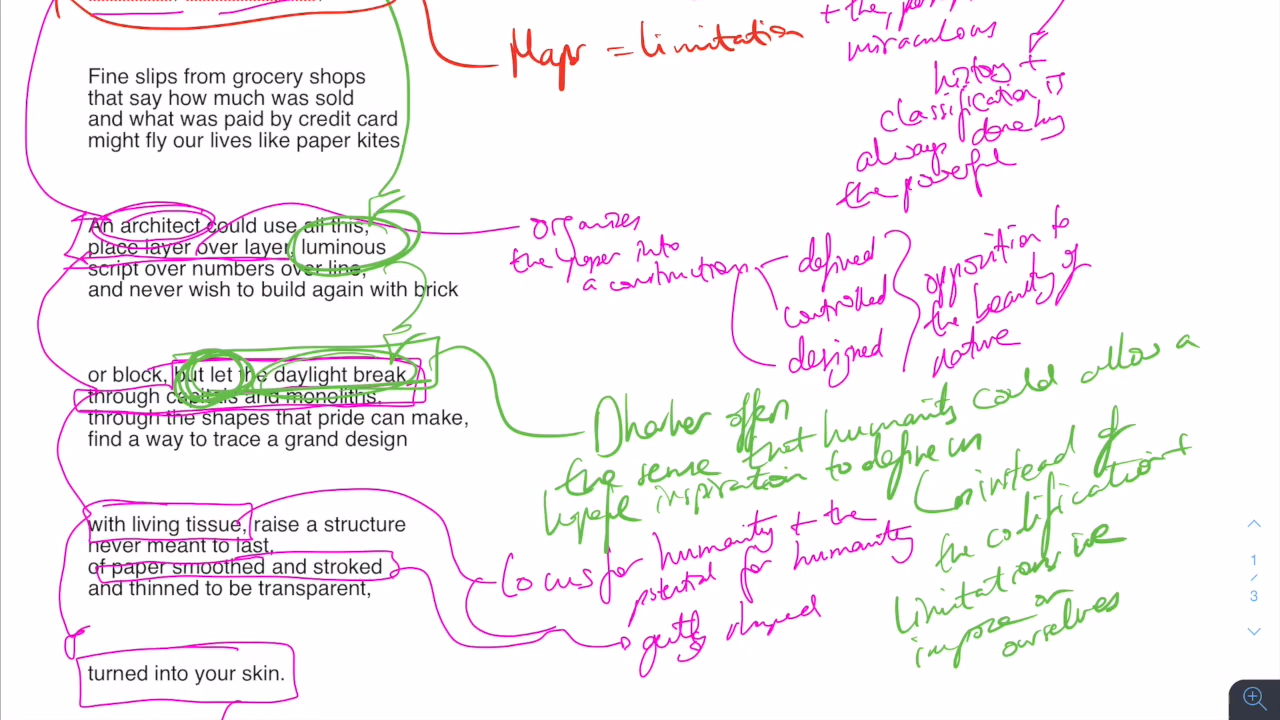 + the
miraculous
Maps = limitation
history +
classification is
always done by
the powerful
Fine slips from grocery shops
that say how much was sold
and what was paid by credit card
might fly our lives like paper kites
An architect could use all this,
place layer over layer, luminous
script over numbers over line,
and never wish to build again with brick
organises
the paper into
a construction
defined
controlled
designed
opposition to
the beauty of
nature
or block, but let the daylight break
through capitals and monoliths,
through the shapes that pride can make,
find a way to trace a grand design
Dharker offers
the sense that humanity could allow a
hopeful inspiration to define us
instead of
the codification +
limitations we
impose on
ourselves
with living tissue, raise a structure
never meant to last,
of paper smoothed and stroked
and thinned to be transparent,
Locus for humanity + the
potential for humanity
gently shaped
turned into your skin.
1
/
3